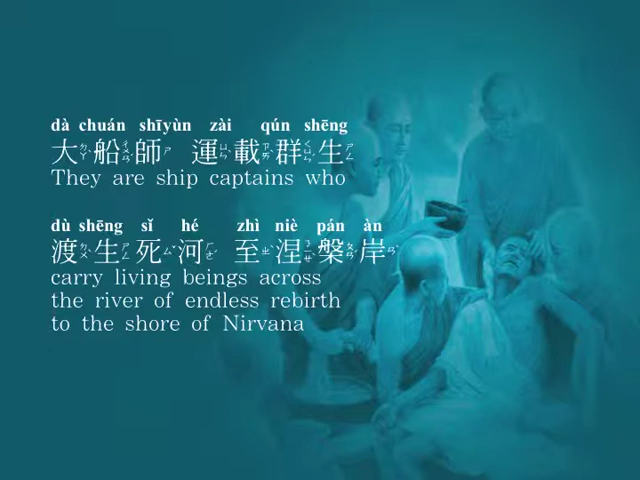 dà chuán shīyùn zài qún shēng
大船師 運載群生
They are ship captains who
dù shēng sǐ hé zhì niè pán àn
渡生死河 至涅槃岸
carry living beings across
the river of endless rebirth
to the shore of Nirvana